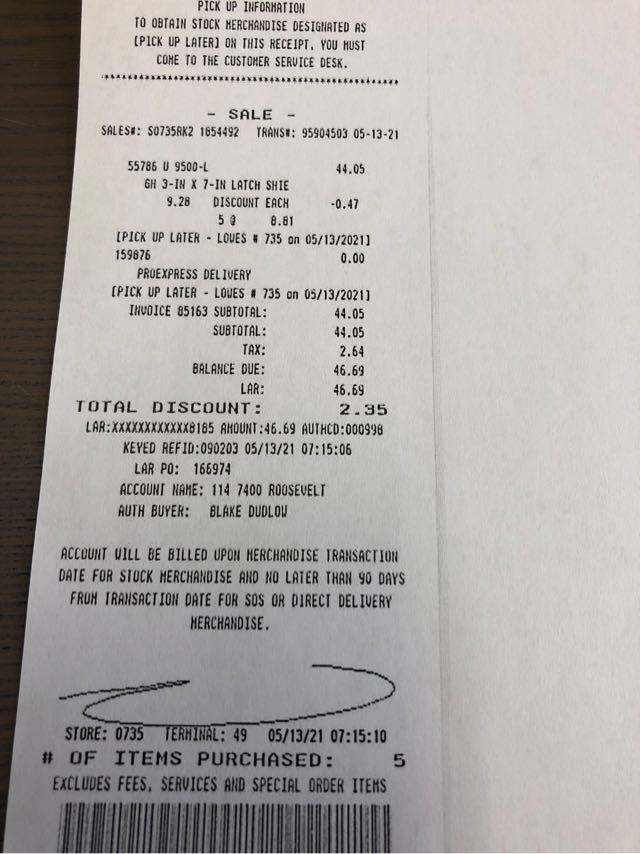 PICK UP INFORMATION
TO OBTAIN STOCK MERCHANDISE DESIGNATED AS
[PICK UP LATER] ON THIS RECEIPT, YOU MUST
COME TO THE CUSTOMER SERVICE DESK.
- SALE -
SALES#: S0735RK2 1854492 TRANS#: 95904503 05-13-21
55786 U 9500-L 44.05
GH 3-IN X 7-IN LATCH SHIE
9.28 DISCOUNT EACH -0.47
5 @ 8.81
[PICK UP LATER - LOWES # 735 on 05/13/2021]
159876 0.00
PROEXPRESS DELIVERY
[PICK UP LATER - LOWES # 735 on 05/13/2021]
INVOICE 85163 SUBTOTAL: 44.05
SUBTOTAL: 44.05
TAX: 2.64
BALANCE DUE: 46.69
LAR: 46.69
TOTAL DISCOUNT: 2.35
LAR:XXXXXXXXXXXX8185 AMOUNT:46.69 AUTHCD:000998
KEYED REFID:090203 05/13/21 07:15:06
LAR PO: 166974
ACCOUNT NAME: 114 7400 ROOSEVELT
AUTH BUYER: BLAKE DUDLOW
ACCOUNT WILL BE BILLED UPON MERCHANDISE TRANSACTION
DATE FOR STOCK MERCHANDISE AND NO LATER THAN 90 DAYS
FROM TRANSACTION DATE FOR SOS OR DIRECT DELIVERY
MERCHANDISE.
STORE: 0735 TERMINAL: 49 05/13/21 07:15:10
# OF ITEMS PURCHASED: 5
EXCLUDES FEES, SERVICES AND SPECIAL ORDER ITEMS